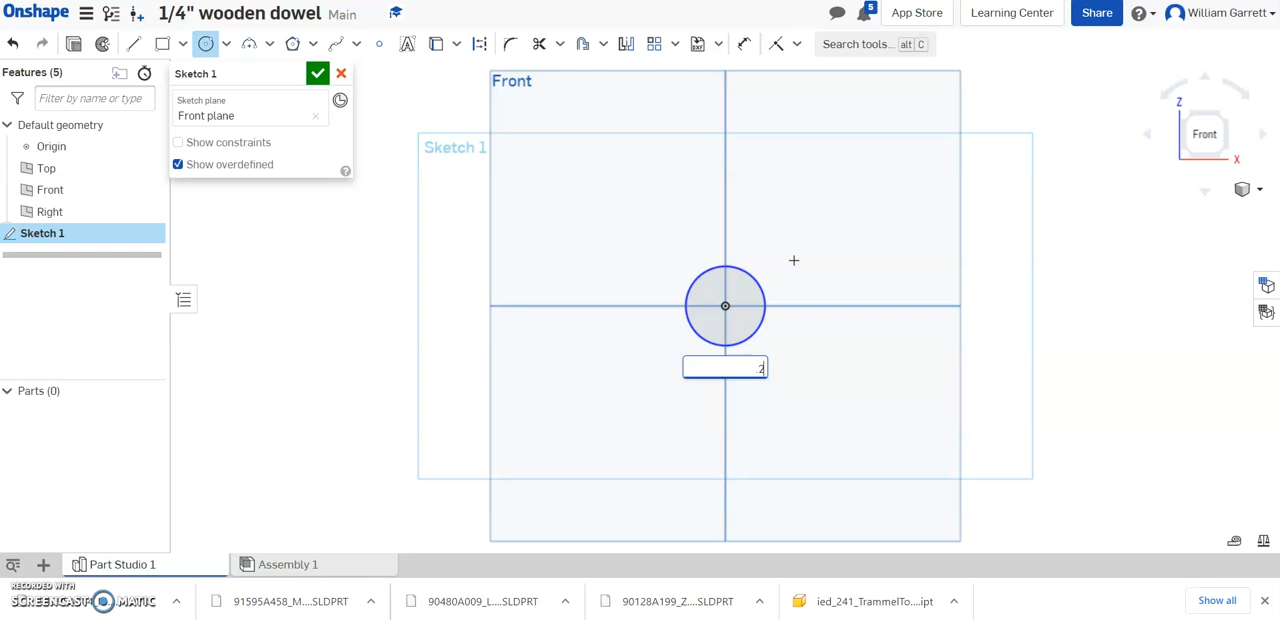 Onshape
1/4" wooden dowel Main
5
App Store
Learning Center
Share
William Garrett
Search tools... alt C
Features (5)
Filter by name or type
Default geometry
Origin
Top
Front
Right
Sketch 1
Parts (0)
Sketch 1
Sketch plane
Front plane
Show constraints
Show overdefined
Front
Sketch 1
.2
Z
Front
X
Part Studio 1
Assembly 1
RECORDED WITH
SCREENCAST-O-MATIC
91595A458_M....SLDPRT
90480A009_L....SLDPRT
90128A199_Z....SLDPRT
ied_241_TrammelTo....ipt
Show all